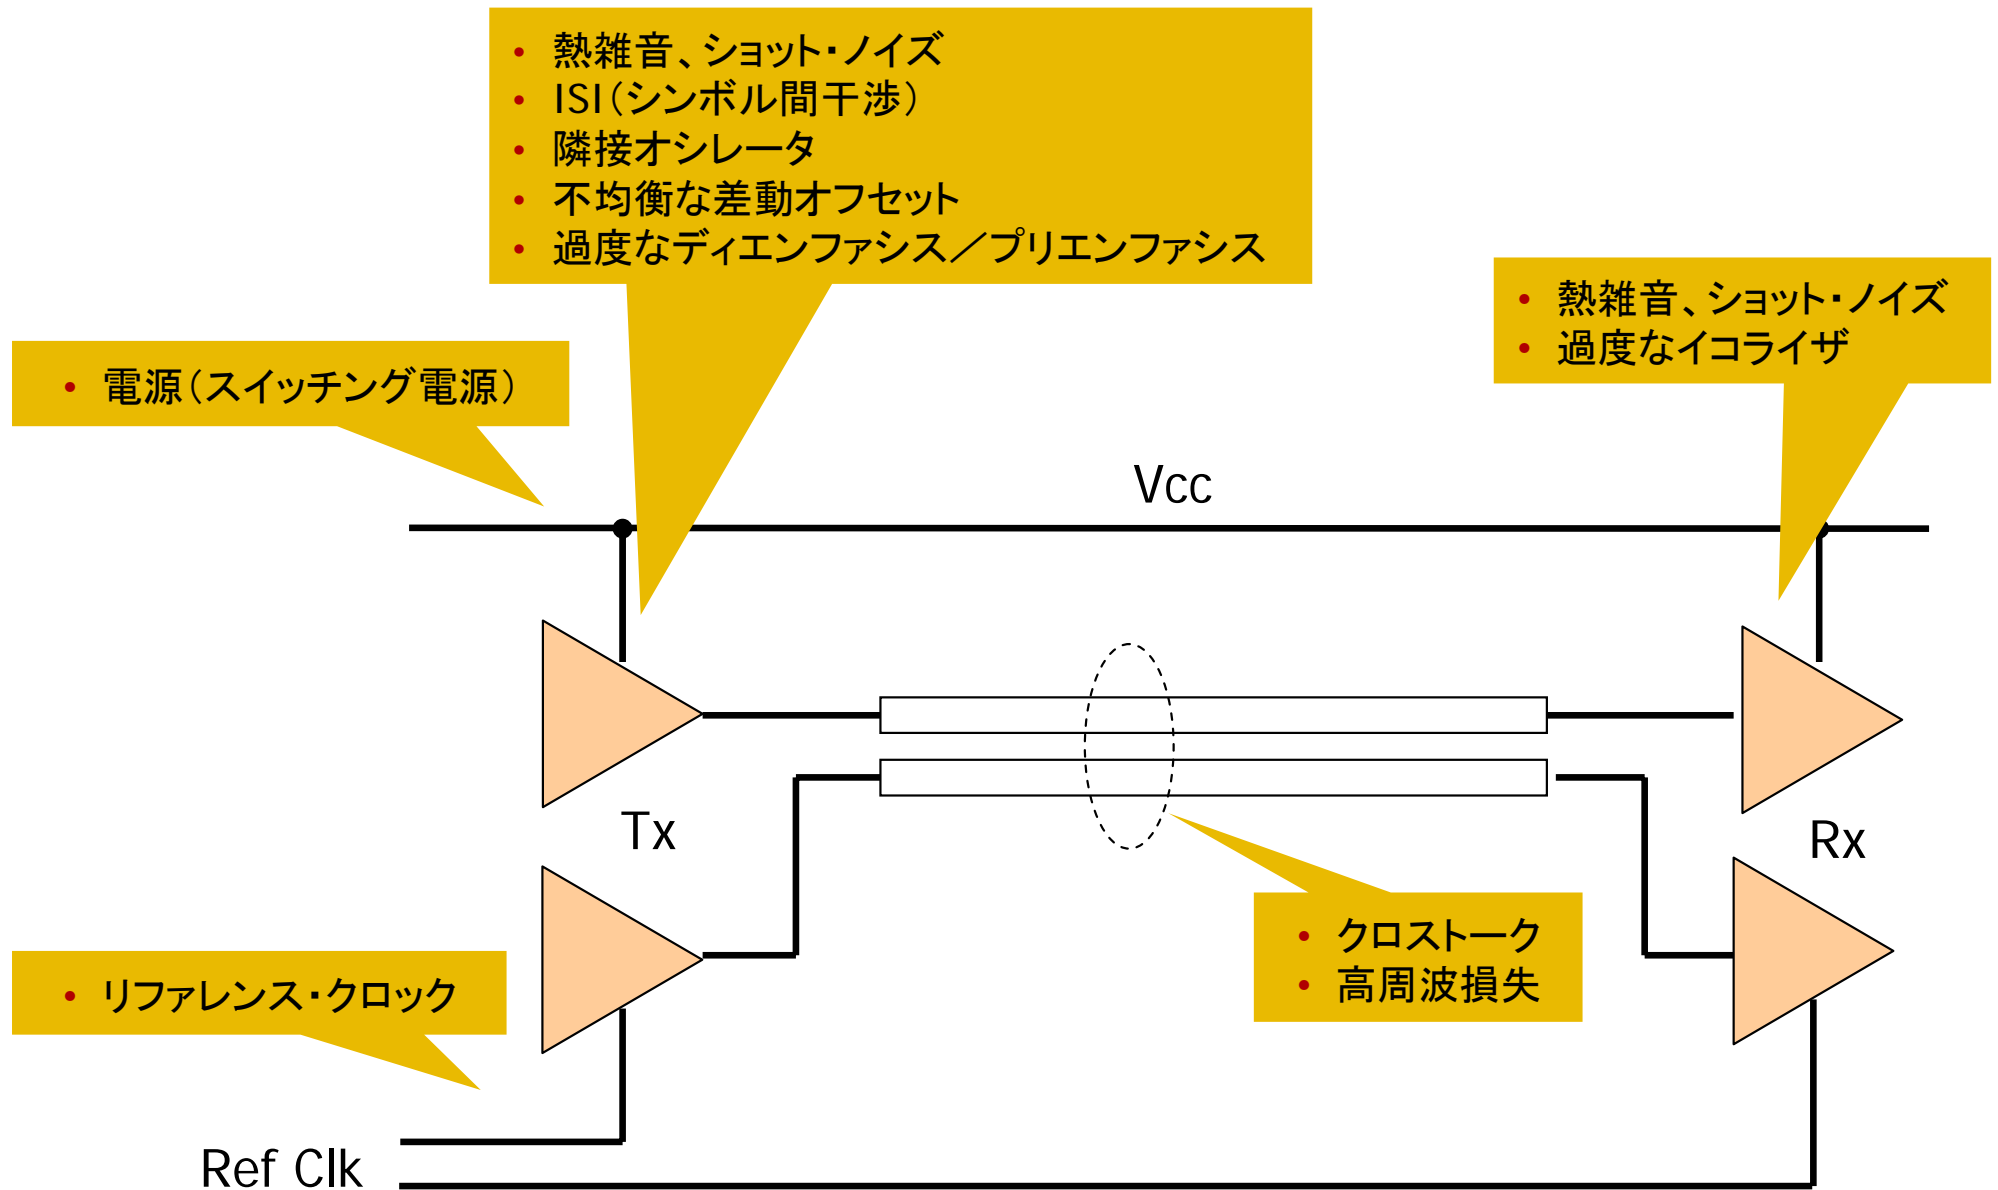 • 熱雑音、ショット・ノイズ
• ISI（シンボル間干渉）
• 隣接オシレータ
• 不均衡な差動オフセット
• 過度なディエンファシス／プリエンファシス
• 熱雑音、ショット・ノイズ
• 過度なイコライザ
• 電源（スイッチング電源）
Vcc
Tx
Rx
• クロストーク
• 高周波損失
• リファレンス・クロック
Ref Clk